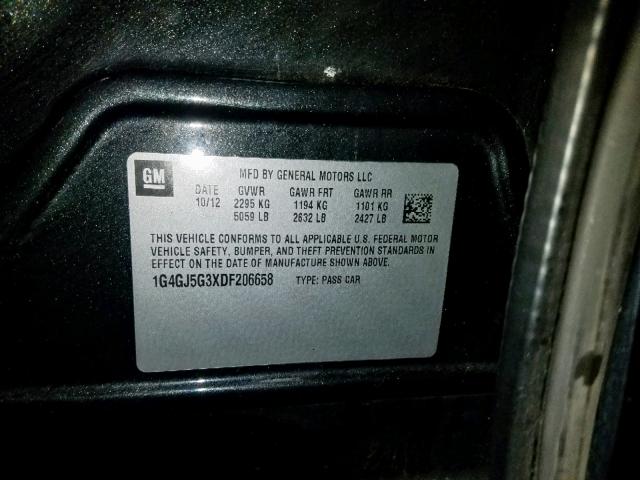 GM
MFD BY GENERAL MOTORS LLC
DATE GVWR GAWR FRT GAWR RR
10/12 2295 KG 1194 KG 1101 KG
5059 LB 2632 LB 2427 LB
THIS VEHICLE CONFORMS TO ALL APPLICABLE U.S. FEDERAL MOTOR
VEHICLE SAFETY, BUMPER, AND THEFT PREVENTION STANDARDS IN
EFFECT ON THE DATE OF MANUFACTURE SHOWN ABOVE.
1G4GJ5G3XDF206658 TYPE: PASS CAR